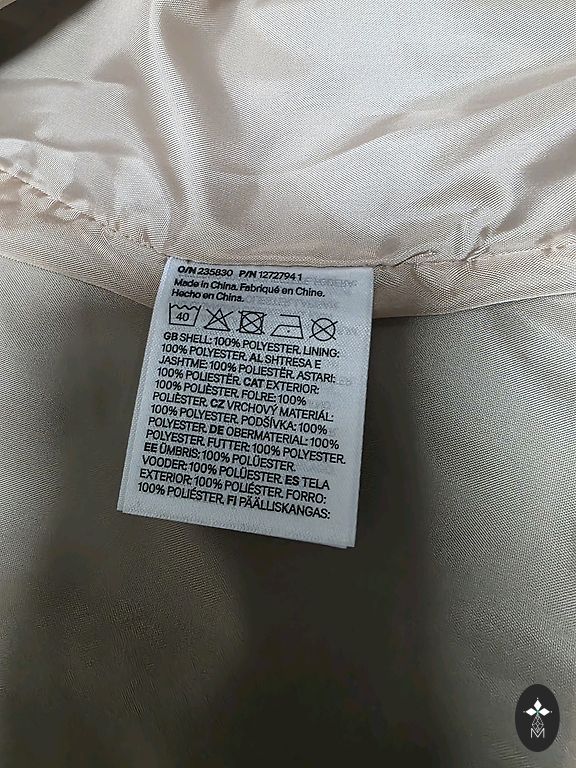 O/N 235830 P/N 1272794 1
Made in China. Fabriqué en Chine.
Hecho en China.
40
GB SHELL: 100% POLYESTER. LINING:
100% POLYESTER. AL SHTRESA E
JASHTME: 100% POLIESTËR. ASTARI:
100% POLIESTËR. CAT EXTERIOR:
100% POLIÈSTER. FOLRE: 100%
POLIÈSTER. CZ VRCHOVÝ MATERIÁL:
100% POLYESTER. PODŠÍVKA: 100%
POLYESTER. DE OBERMATERIAL: 100%
POLYESTER. FUTTER: 100% POLYESTER.
EE ÜMBRIS: 100% POLÜESTER.
VOODER: 100% POLÜESTER. ES TELA
EXTERIOR: 100% POLIÉSTER. FORRO:
100% POLIÉSTER. FI PÄÄLLISKANGAS:
M